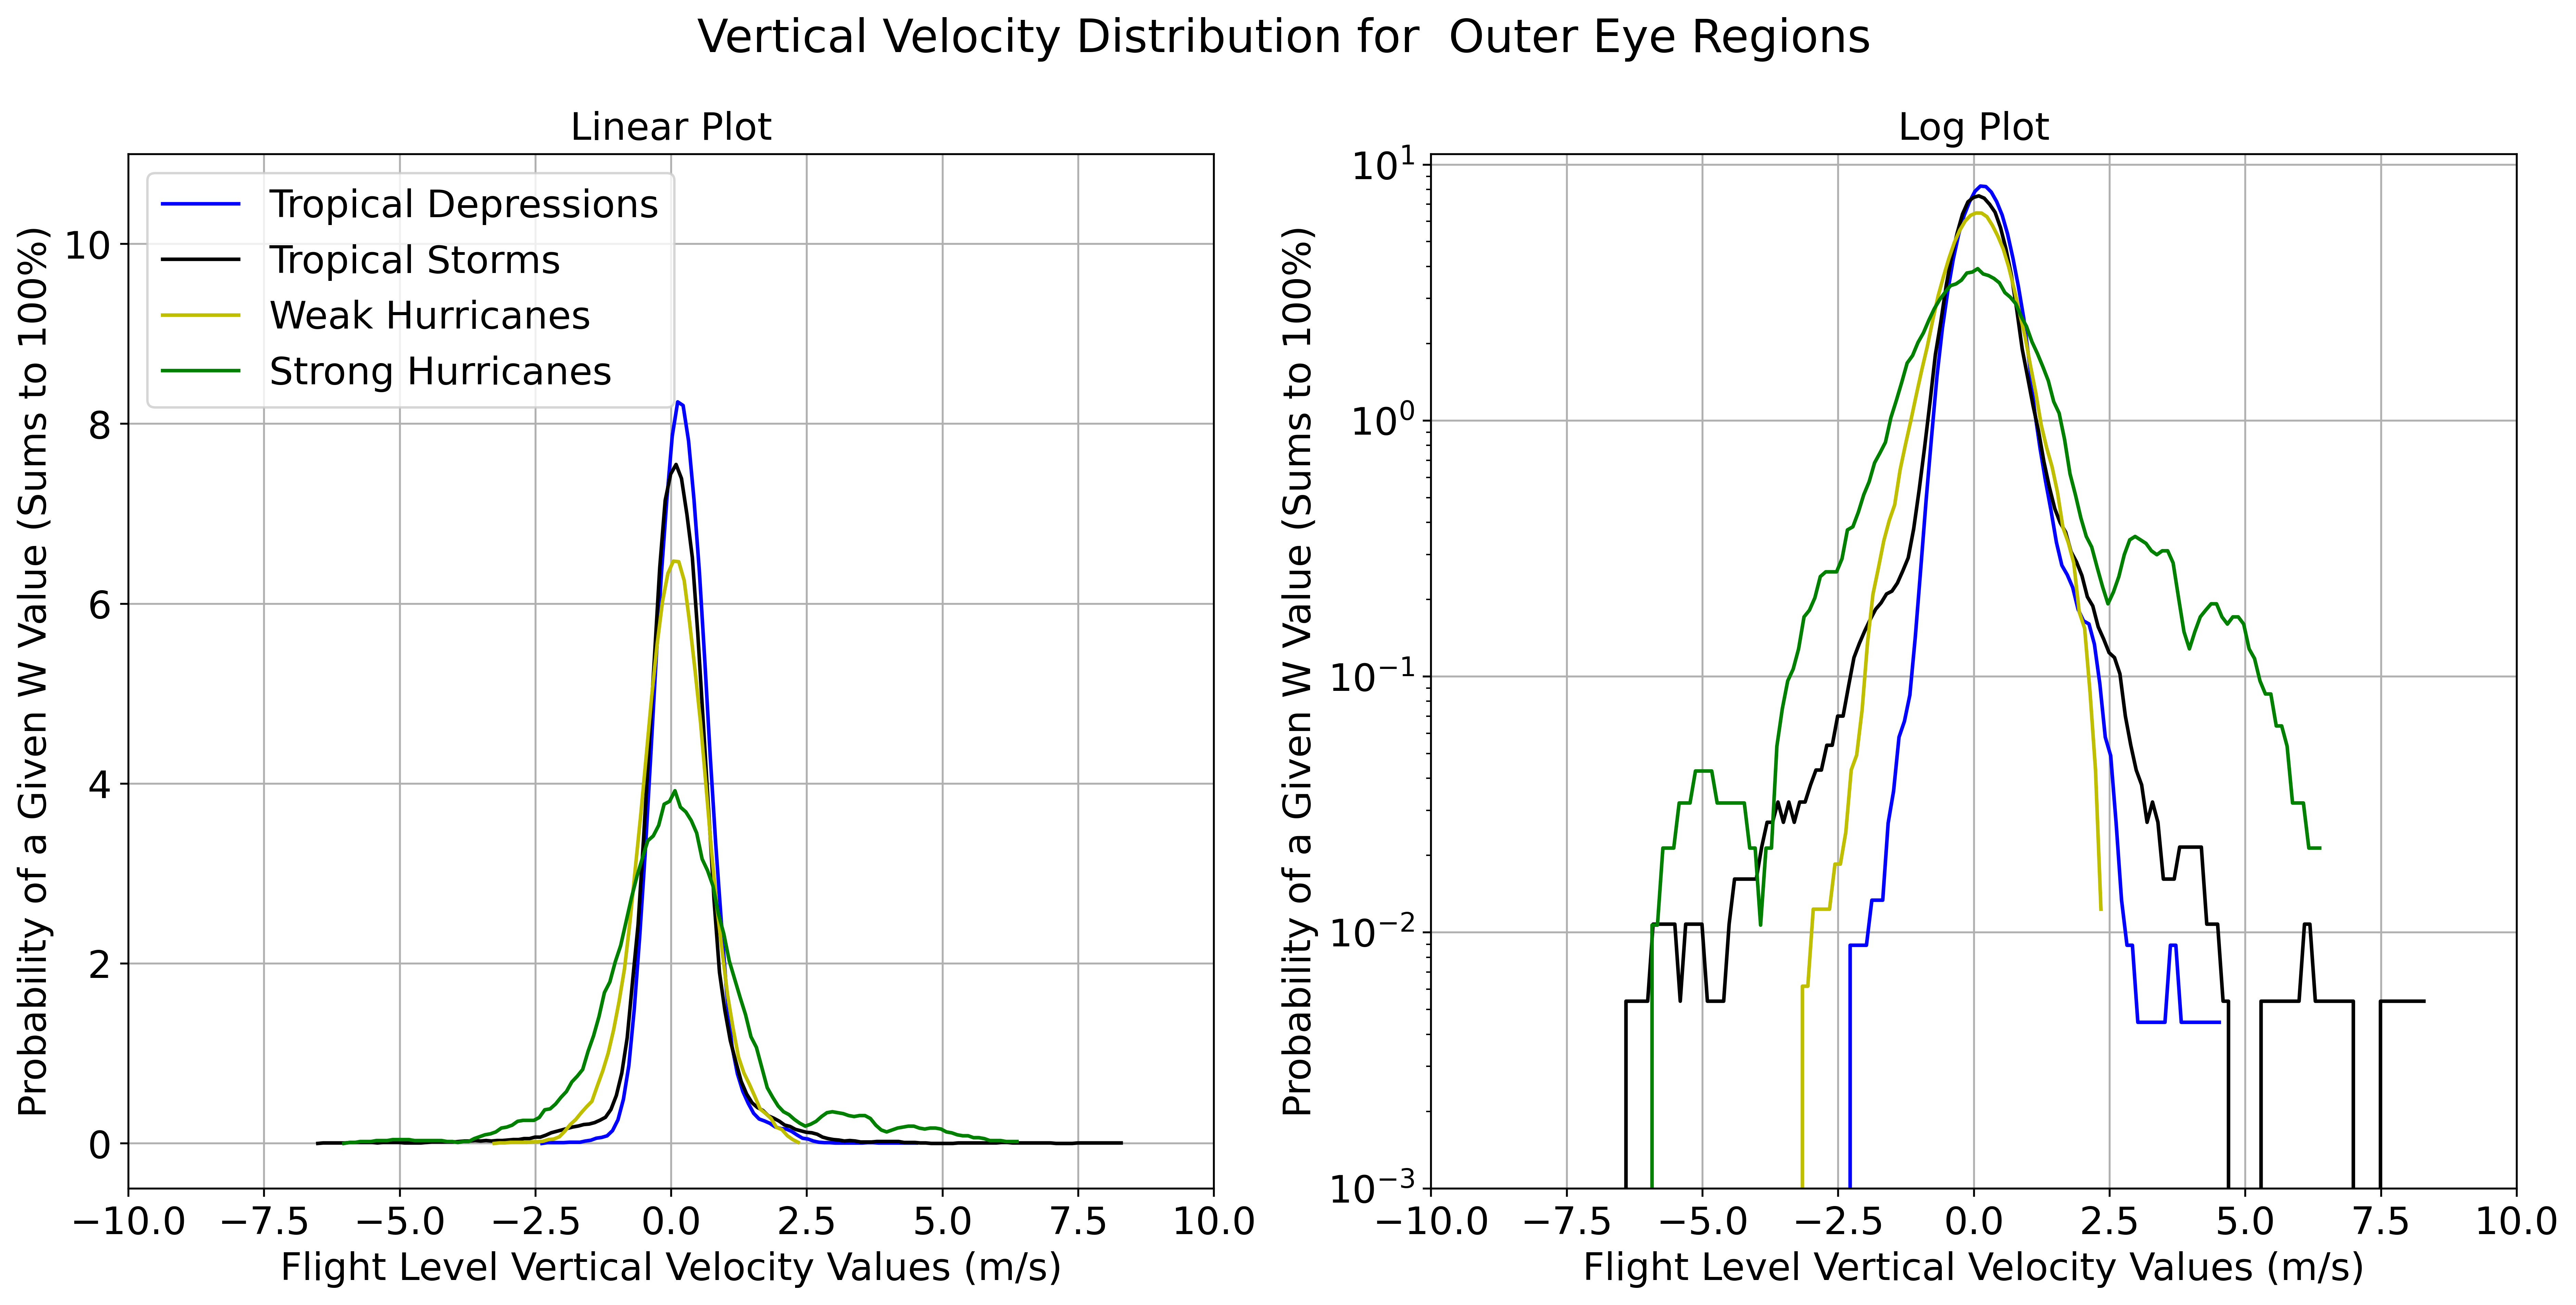 Vertical Velocity Distribution for  Outer Eye Regions
Linear Plot
Probability of a Given W Value (Sums to 100%)
10
8
6
4
2
0
Tropical Depressions
Tropical Storms
Weak Hurricanes
Strong Hurricanes
−10.0 −7.5 −5.0 −2.5 0.0 2.5 5.0 7.5 10.0
Flight Level Vertical Velocity Values (m/s)
Log Plot
Probability of a Given W Value (Sums to 100%)
10¹
10⁰
10⁻¹
10⁻²
10⁻³
−10.0 −7.5 −5.0 −2.5 0.0 2.5 5.0 7.5 10.0
Flight Level Vertical Velocity Values (m/s)